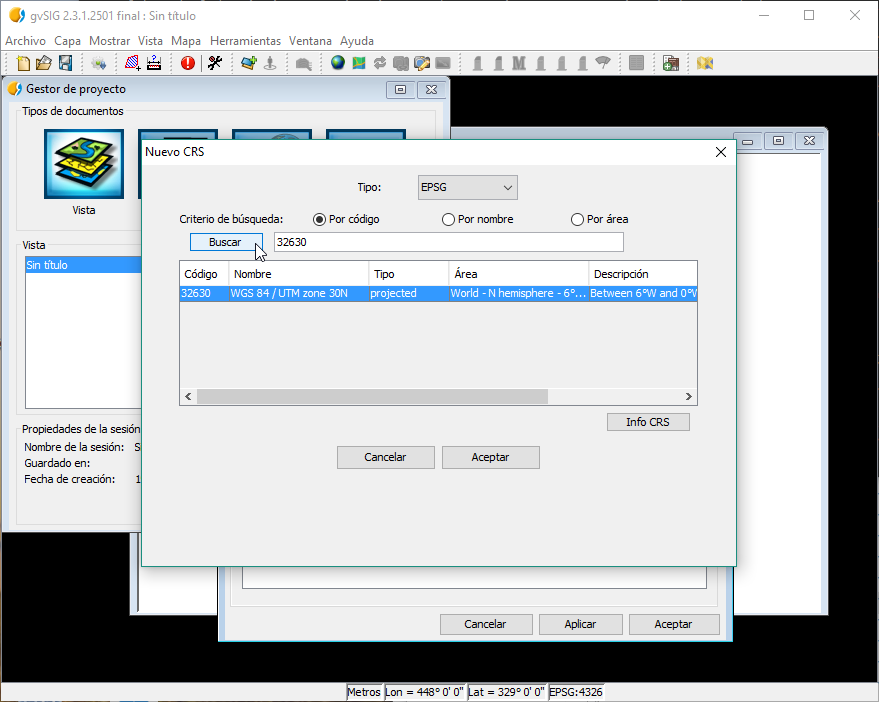 gvSIG 2.3.1.2501 final : Sin título
Archivo Capa Mostrar Vista Mapa Herramientas Ventana Ayuda
Gestor de proyecto
Tipos de documentos
Vista
Vista
Sin título
Propiedades de la sesión
Nombre de la sesión: S
Guardado en:
Fecha de creación: 1
Nuevo CRS
Tipo: EPSG
Criterio de búsqueda: Por código Por nombre Por área
Buscar 32630
Código Nombre Tipo Área Descripción
32630 WGS 84 / UTM zone 30N projected World - N hemisphere - 6°... Between 6°W and 0°W
Info CRS
Cancelar Aceptar
Cancelar Aplicar Aceptar
Metros Lon = 448° 0' 0" Lat = 329° 0' 0" EPSG:4326